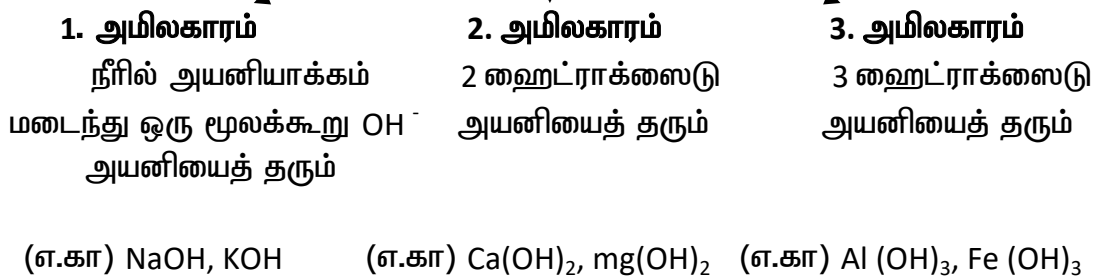 1. அமிலகாரம்
நீரில் அயனியாக்கம்
மடைந்து ஒரு மூலக்கூறு OH⁻
அயனியைத் தரும்
(எ.கா) NaOH, KOH
2. அமிலகாரம்
2 ஹைட்ராக்ஸைடு
அயனியைத் தரும்
(எ.கா) Ca(OH)₂, mg(OH)₂
3. அமிலகாரம்
3 ஹைட்ராக்ஸைடு
அயனியைத் தரும்
(எ.கா) Al (OH)₃, Fe (OH)₃